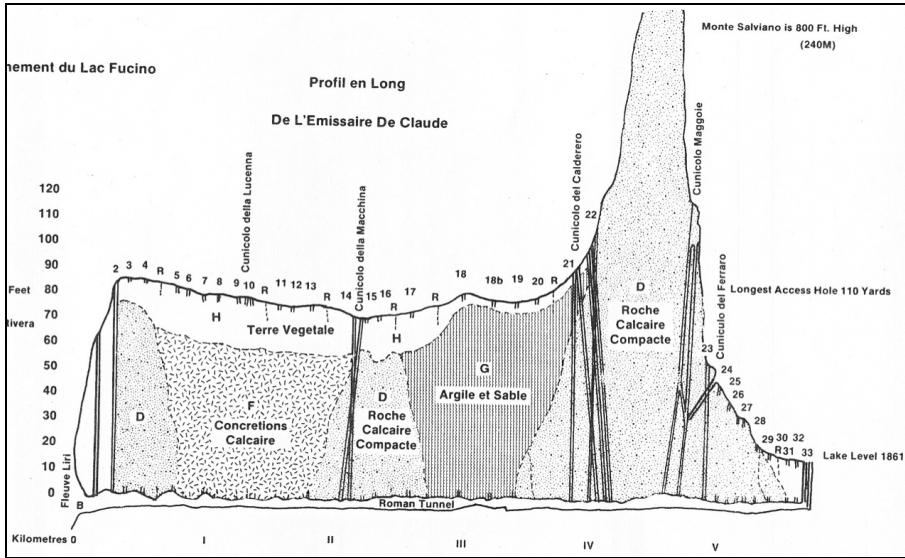 Monte Salviano is 800 Ft. High
(240M)
nement du Lac Fucino
Profil en Long
De L'Emissaire De Claude
Cunicolo della Lucenna
Cunicolo della Macchina
Cunicolo del Calderero
Cunicolo Maggoie
Cuniculo del Ferraro
120
110
100
90
80
Feet
70
tivera
60
50
40
30
20
10
0
2 3 4 R 5 6 7 8 9 10 R 11 12 13 R 14 15 16 R 17 R 18 18b 19 20 R 21 22
23
24
25
26
27
28
29 30 32
R 31 33
Longest Access Hole 110 Yards
H
Terre Vegetale
H
D
Roche
Calcaire
Compacte
G
Argile et Sable
D
F
Concretions
Calcaire
D
Roche
Calcaire
Compacte
Lake Level 1861
Fleuve Liri
B
Roman Tunnel
Kilometres 0 I II III IV V